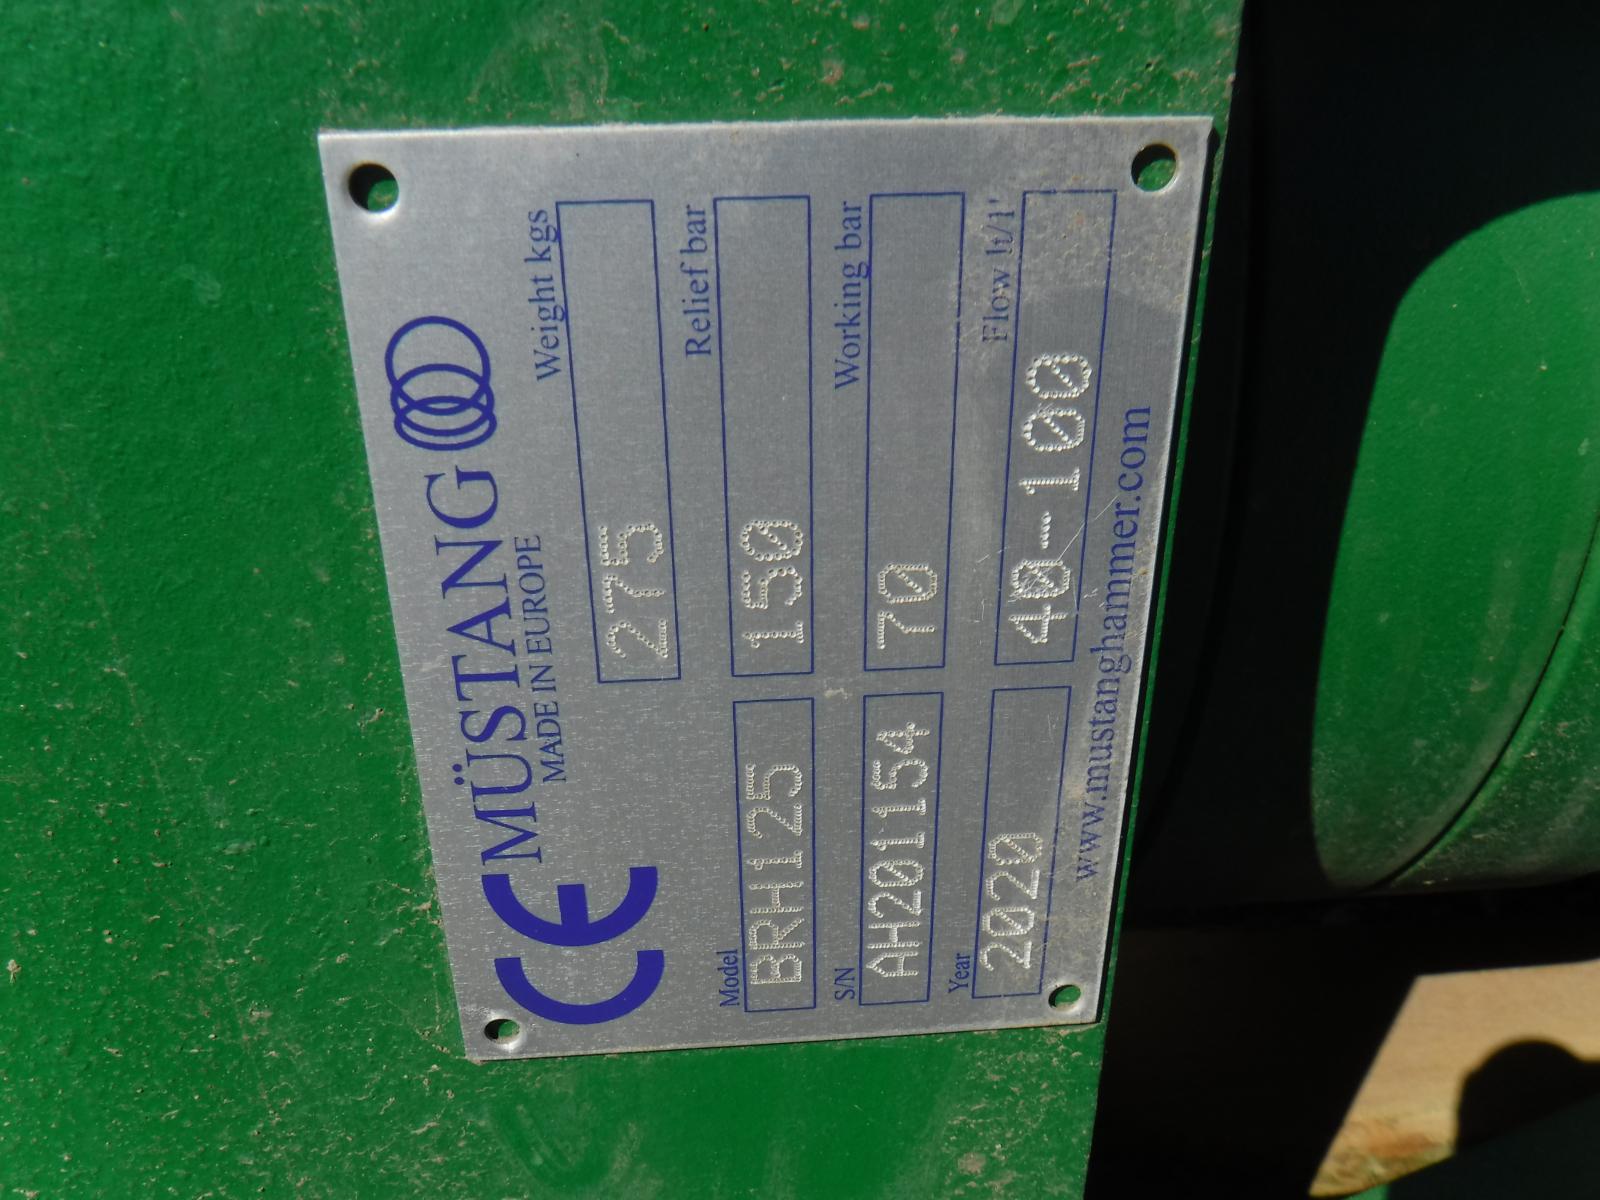 CE MÜSTANG
MADE IN EUROPE
Weight kgs
275
Model
BRH125
Relief bar
150
S/N
AH201154
Working bar
70
Year
2020
Flow lt/1'
40-100
www.mustanghammer.com